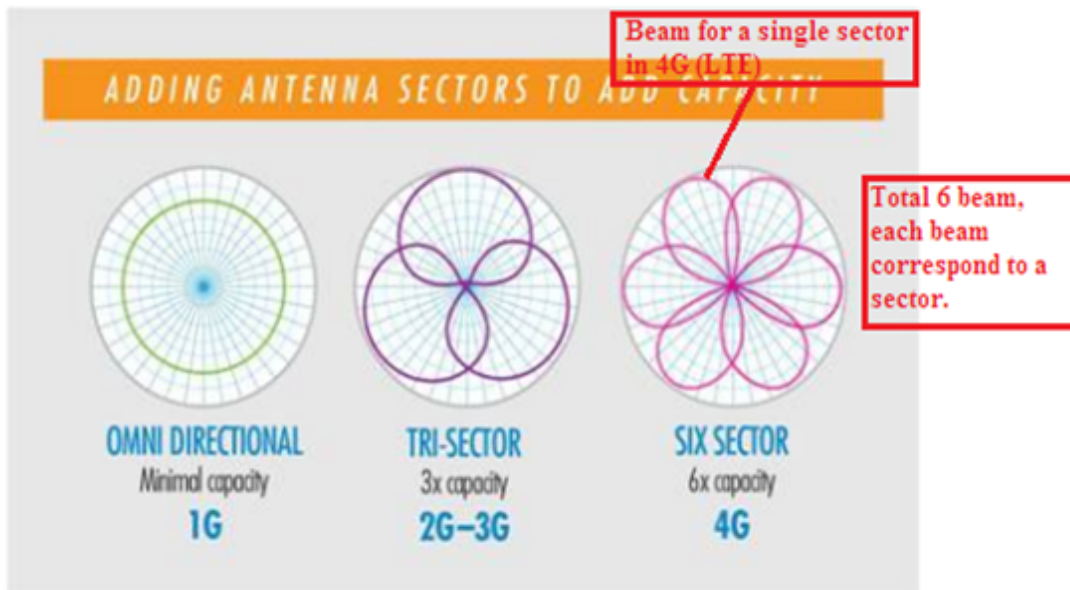 Beam for a single sector
in 4G (LTE)
ADDING ANTENNA SECTORS TO ADD CAPACITY
Total 6 beam,
each beam
correspond to a
sector.
OMNI DIRECTIONAL
Minimal capacity
1G
TRI-SECTOR
3x capacity
2G–3G
SIX SECTOR
6x capacity
4G